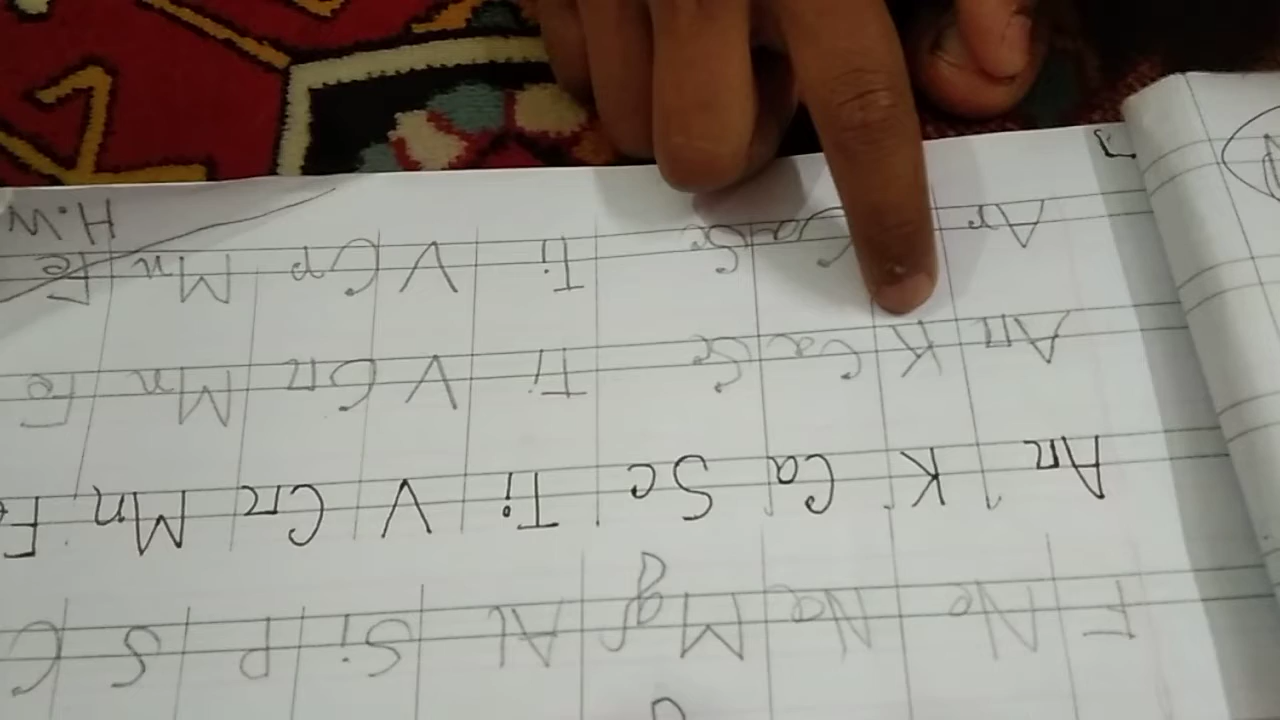 F Ne Na Mg Al Si P S C
Ar K Ca Sc Ti V Cr Mn F
Ar K Ca Sc Ti V Cr Mn Fe
Ar Ca Sc Ti V Cr Mn Fe
H.W